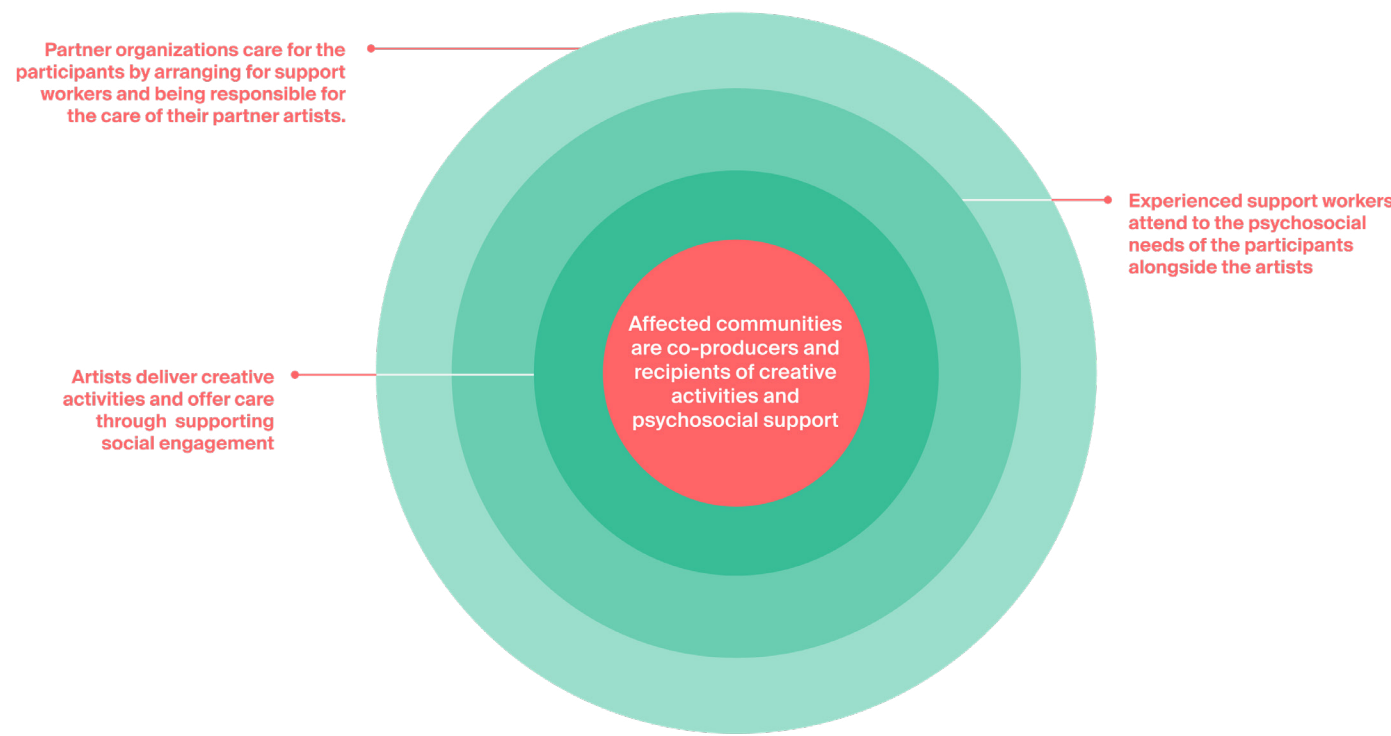 Partner organizations care for the
participants by arranging for support
workers and being responsible for
the care of their partner artists.
Experienced support workers
attend to the psychosocial
needs of the participants
alongside the artists
Affected communities
are co-producers and
recipients of creative
activities and
psychosocial support
Artists deliver creative
activities and offer care
through supporting
social engagement